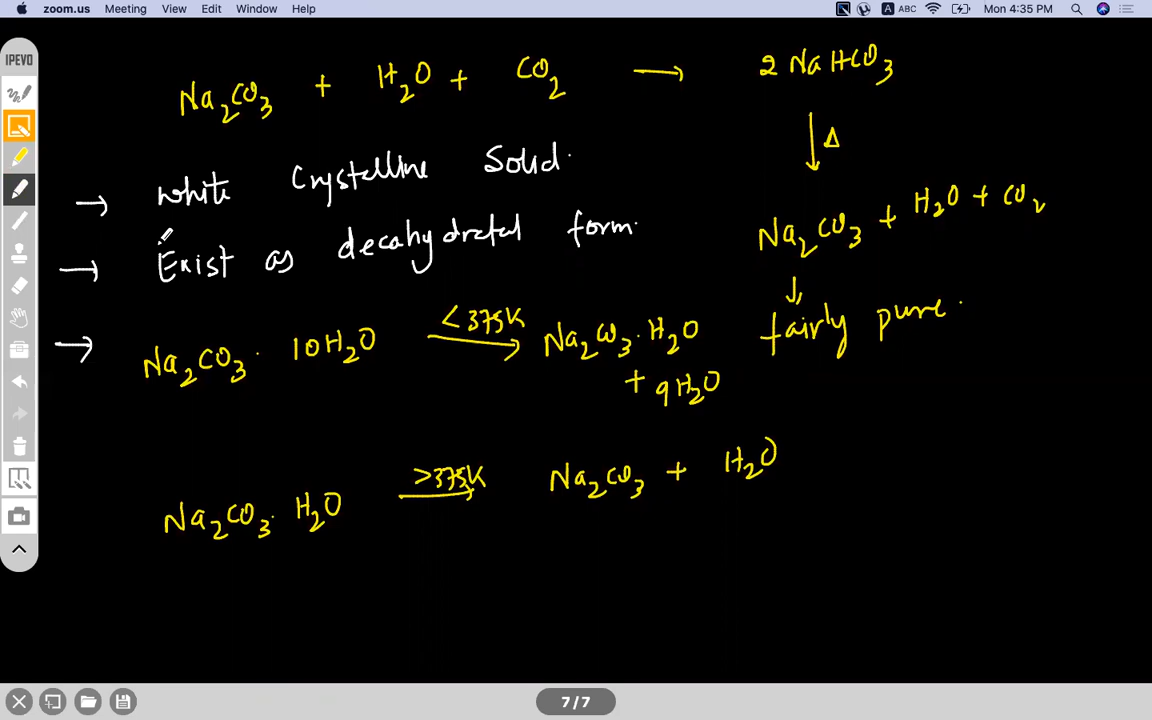 zoom.us Meeting View Edit Window Help A ABC Mon 4:35 PM
IPEVO
Na₂CO₃ + H₂O + CO₂ → 2 NaHCO₃
↓ Δ
→ White Crystalline Solid.
Na₂CO₃ + H₂O + CO₂
→ Exist as decahydratal form.
↓
fairly pure.
→ Na₂CO₃. 10H₂O <375K → Na₂CO₃. H₂O
+ 9H₂O
Na₂CO₃. H₂O >375K → Na₂CO₃ + H₂O
7/7